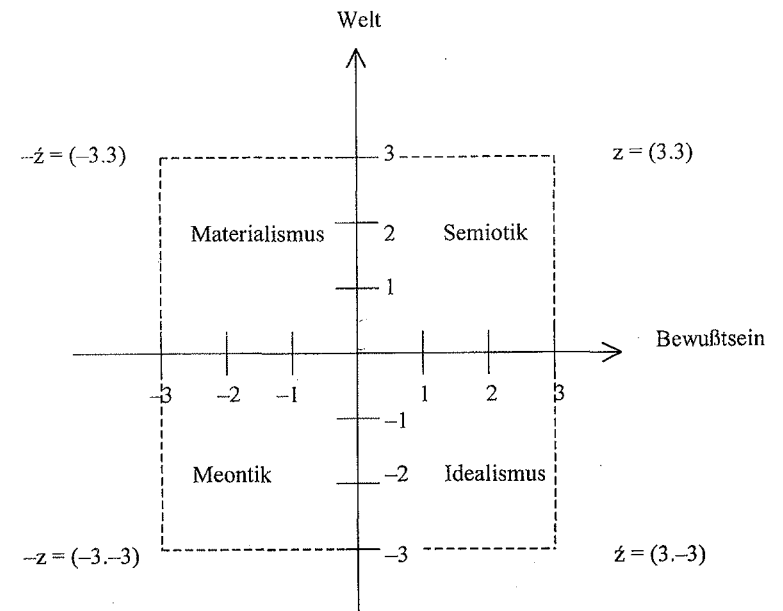 Welt
–ź = (–3.3)
3
z = (3.3)
Materialismus
2
Semiotik
1
Bewußtsein
–3 –2 –1 1 2 3
–1
Meontik
–2
Idealismus
–z = (–3.–3)
–3
ź = (3.–3)